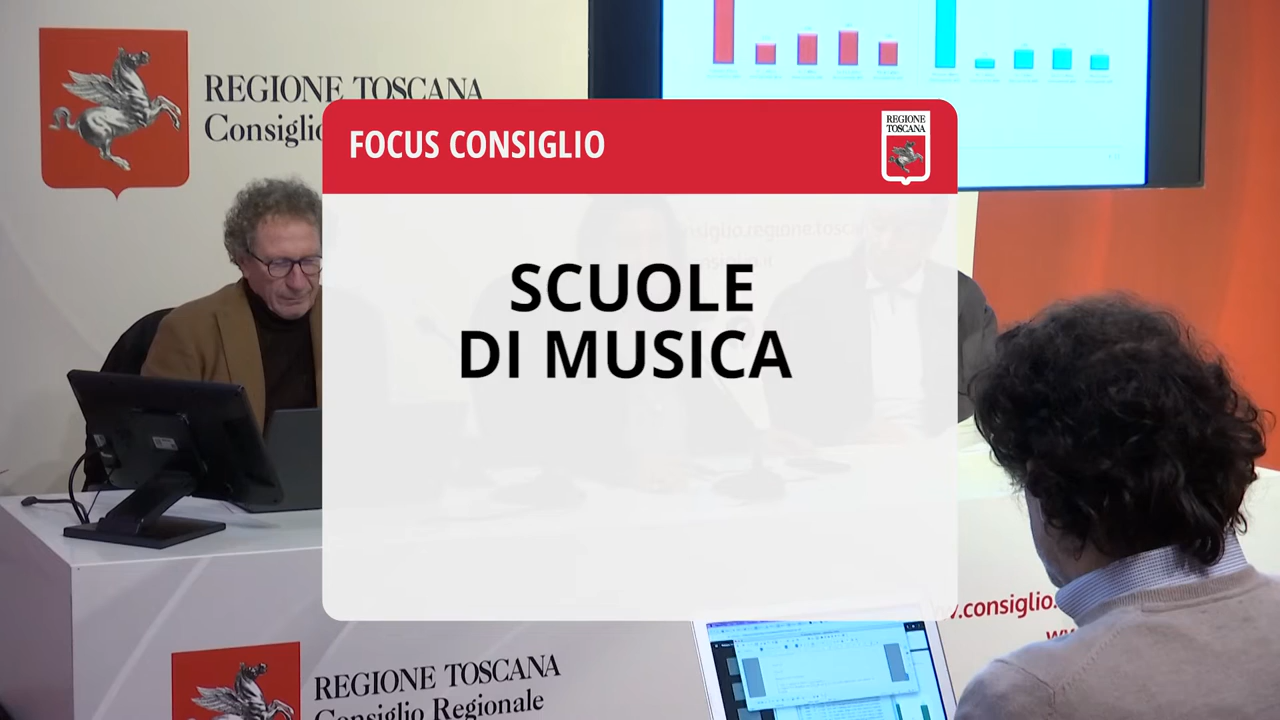 REGIONE TOSCANA
Consiglio
FOCUS CONSIGLIO
REGIONE
TOSCANA
SCUOLE
DI MUSICA
REGIONE TOSCANA
Consiglio Regionale